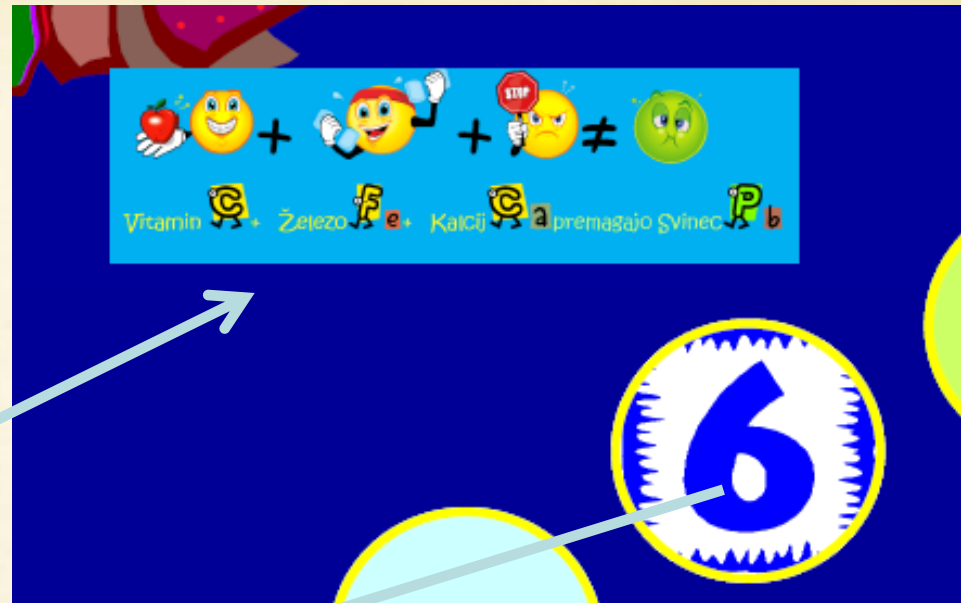 + + STOP ≠
Vitamin C + Železo Fe + Kalcij Ca premagajo Svinec Pb
6